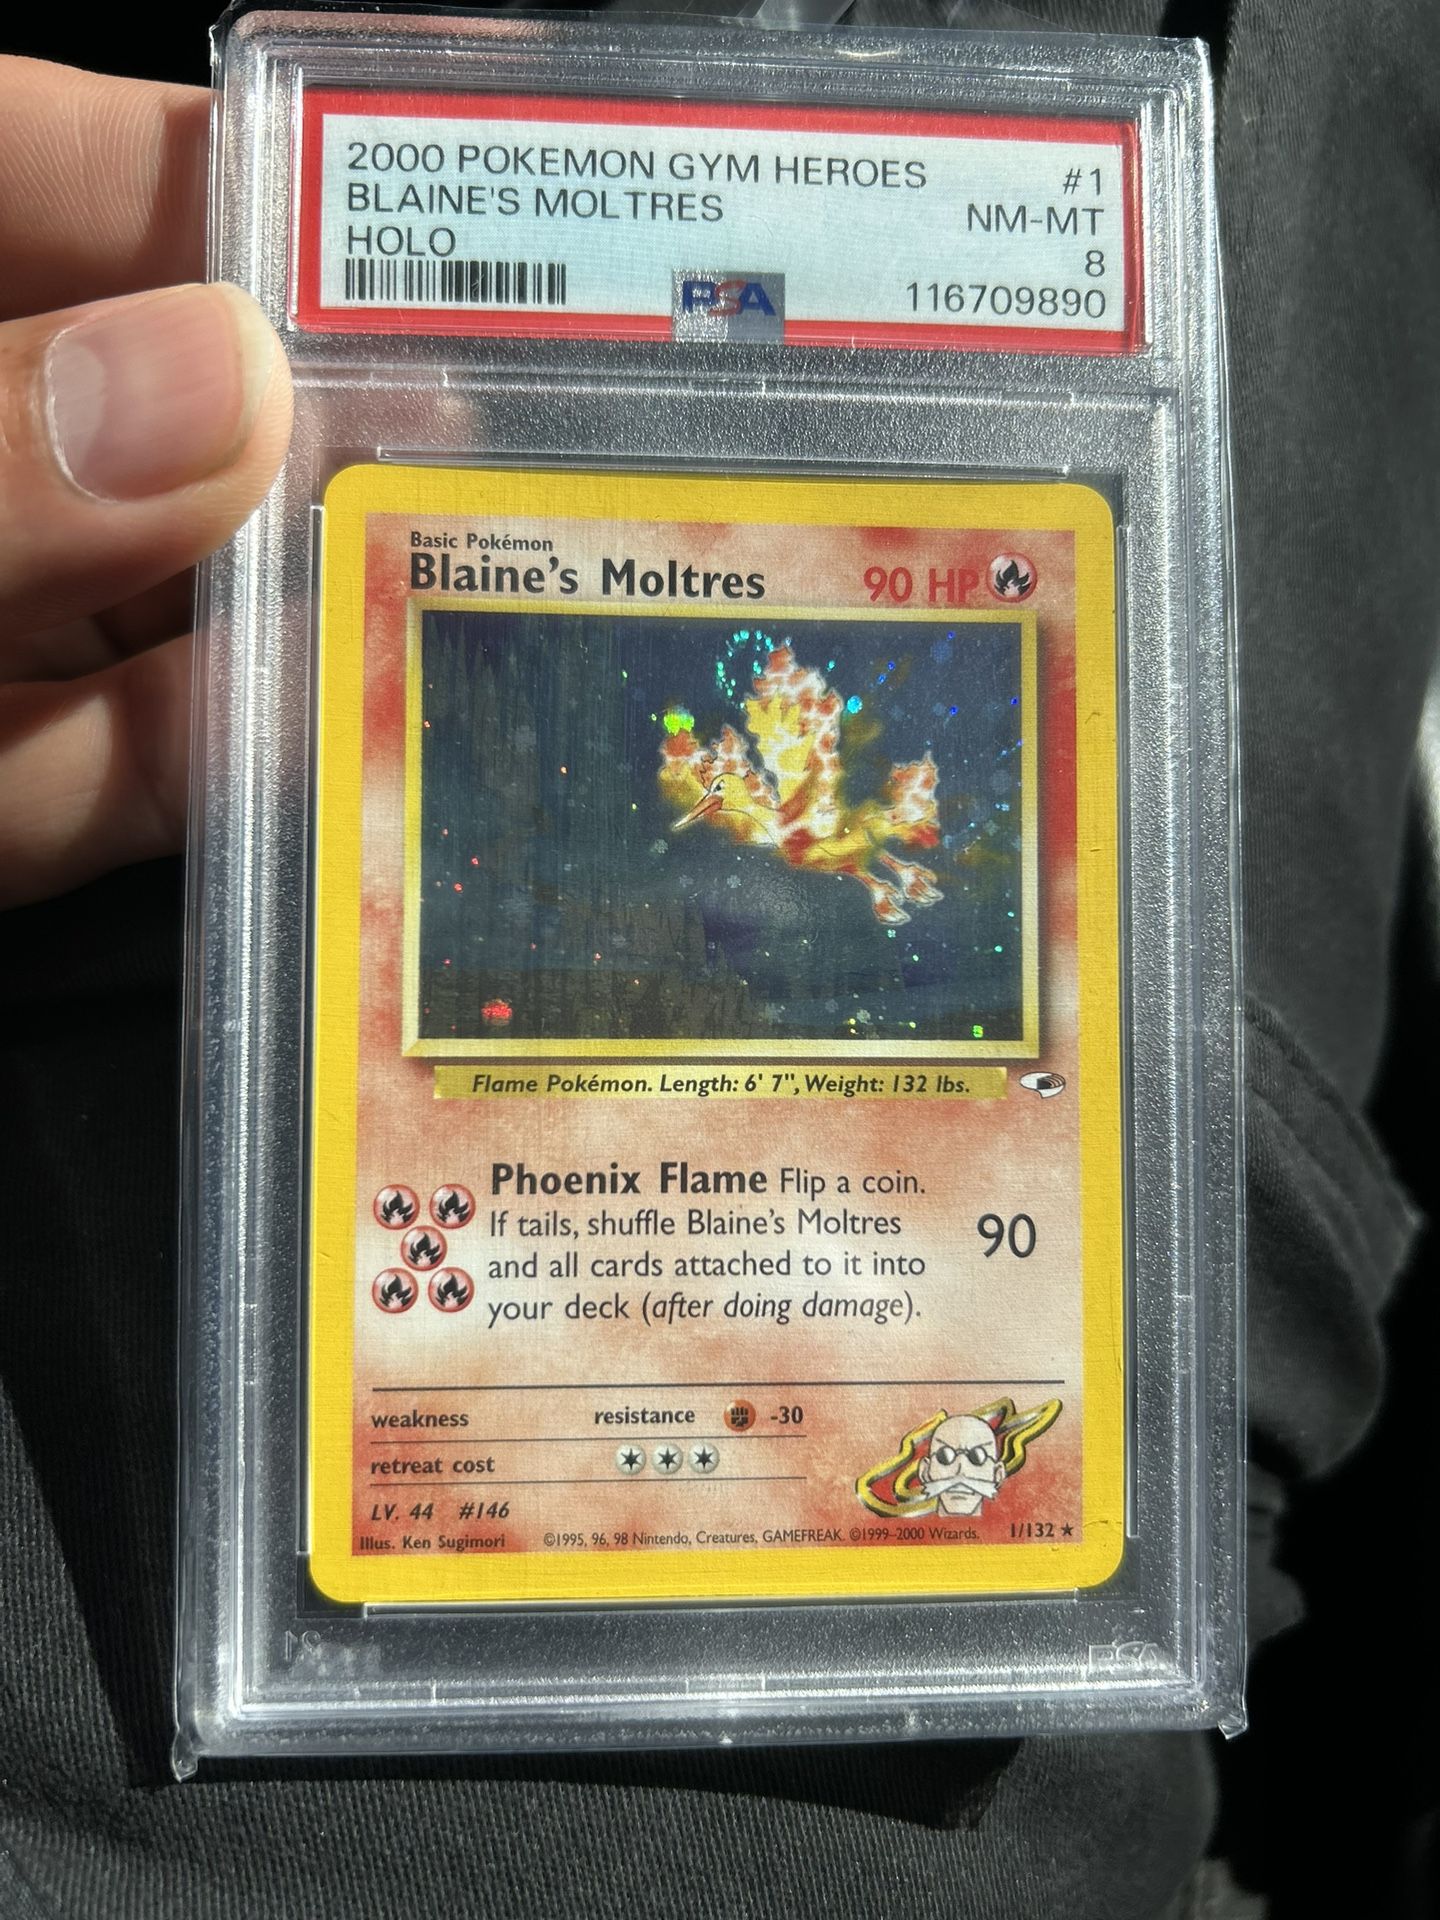 2000 POKEMON GYM HEROES #1
BLAINE'S MOLTRES NM-MT
HOLO 8
PSA 116709890
Basic Pokémon
Blaine's Moltres 90 HP
Flame Pokémon. Length: 6' 7", Weight: 132 lbs.
Phoenix Flame Flip a coin.
If tails, shuffle Blaine's Moltres
and all cards attached to it into
your deck (after doing damage).
90
weakness resistance -30
retreat cost
LV. 44 #146
Illus. Ken Sugimori ©1995, 96, 98 Nintendo, Creatures, GAMEFREAK. ©1999–2000 Wizards. 1/132 ★
PSA